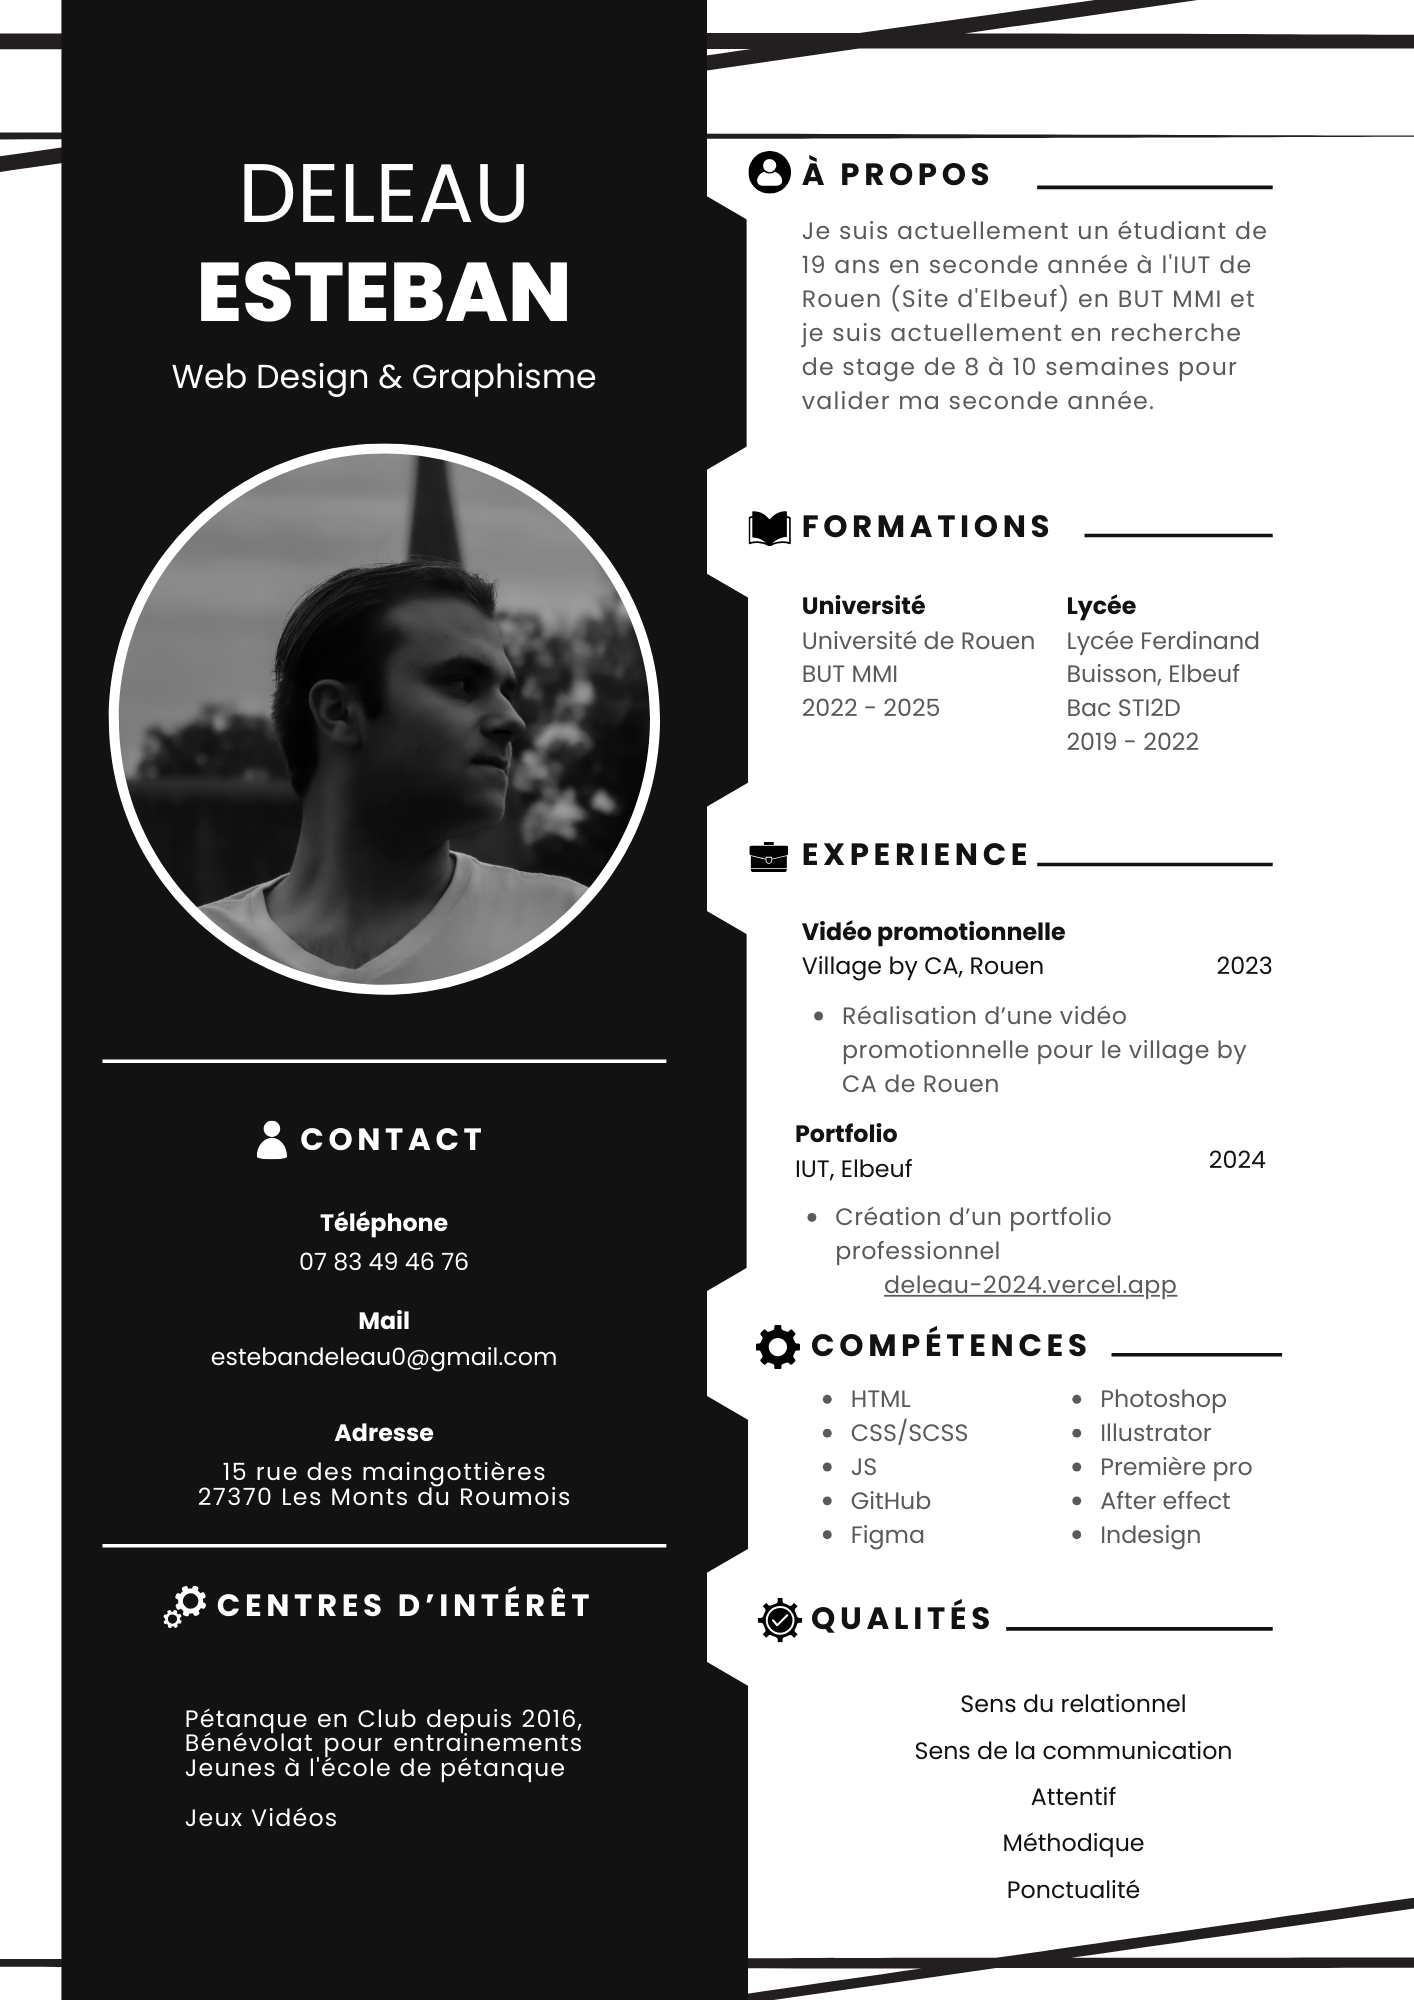 DELEAU
ESTEBAN
Web Design & Graphisme
CONTACT
Téléphone
07 83 49 46 76
Mail
estebandeleau0@gmail.com
Adresse
15 rue des maingottières
27370 Les Monts du Roumois
CENTRES D’INTÉRÊT
Pétanque en Club depuis 2016,
Bénévolat pour entrainements
Jeunes à l'école de pétanque
Jeux Vidéos
À PROPOS
Je suis actuellement un étudiant de
19 ans en seconde année à l'IUT de
Rouen (Site d'Elbeuf) en BUT MMI et
je suis actuellement en recherche
de stage de 8 à 10 semaines pour
valider ma seconde année.
FORMATIONS
Université
Université de Rouen
BUT MMI
2022 - 2025
Lycée
Lycée Ferdinand
Buisson, Elbeuf
Bac STI2D
2019 - 2022
EXPERIENCE
Vidéo promotionnelle
Village by CA, Rouen 2023
• Réalisation d’une vidéo
promotionnelle pour le village by
CA de Rouen
Portfolio
IUT, Elbeuf 2024
• Création d’un portfolio
professionnel
deleau-2024.vercel.app
COMPÉTENCES
• HTML
• CSS/SCSS
• JS
• GitHub
• Figma
• Photoshop
• Illustrator
• Première pro
• After effect
• Indesign
QUALITÉS
Sens du relationnel
Sens de la communication
Attentif
Méthodique
Ponctualité